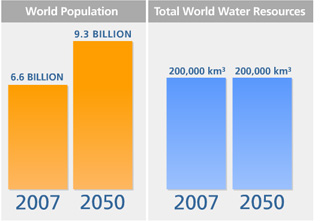 World Population
9.3 BILLION
6.6 BILLION
2007 2050
Total World Water Resources
200,000 km³ 200,000 km³
2007 2050